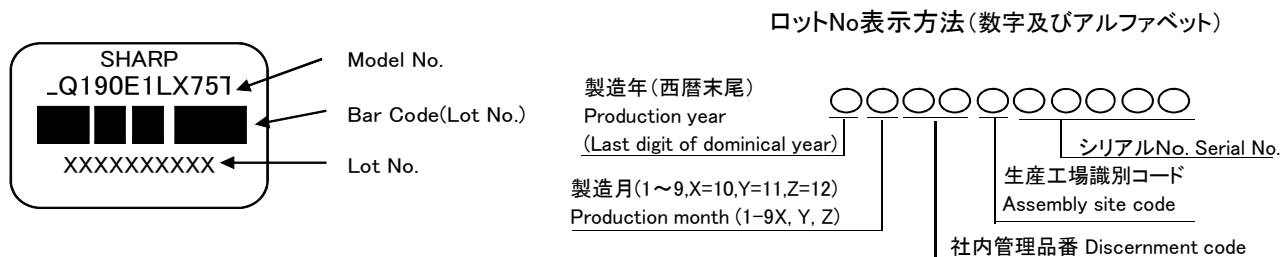 ロットNo表示方法(数字及びアルファベット)
SHARP
_Q190E1LX75T
XXXXXXXXXX
Model No.
Bar Code(Lot No.)
Lot No.
製造年(西暦末尾)
Production year
(Last digit of dominical year)
製造月(1~9,X=10,Y=11,Z=12)
Production month (1-9X, Y, Z)
シリアルNo. Serial No.
生産工場識別コード
Assembly site code
社内管理品番 Discernment code